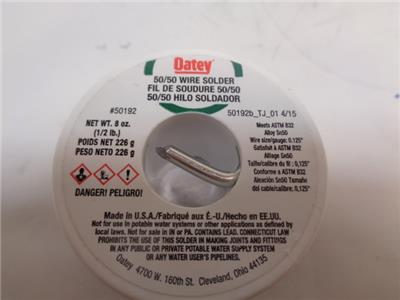 Oatey
50/50 WIRE SOLDER
FIL DE SOUDURE 50/50
50/50 HILO SOLDADOR
#50192
50192b_TJ_01 4/15
NET WT. 8 oz.
(1/2 lb.)
POIDS NET 226 g
PESO NETO 226 g
Meets ASTM B32
Alloy Sn50
Wire size/gauge: 0.125"
Satisfait à ASTM B32
Alliage Sn50
Taille/calibre du fil : 0,125"
Conforme a ASTM B32
Aleación Sn50 Tamaño
del cable/calibre: 0,125"
DANGER! PELIGRO!
Made in U.S.A./Fabriqué aux É.-U./Hecho en EE.UU.
Not for use in potable water systems or other applications as defined by
local laws. Not for sale in IN or PA. CONTAINS LEAD. CONNECTICUT LAW
PROHIBITS THE USE OF THIS SOLDER IN MAKING JOINTS AND FITTINGS
IN ANY PUBLIC OR PRIVATE POTABLE WATER SUPPLY SYSTEM
OR ANY WATER USER'S PIPELINES.
Oatey 4700 W. 160th St. Cleveland, Ohio 44135